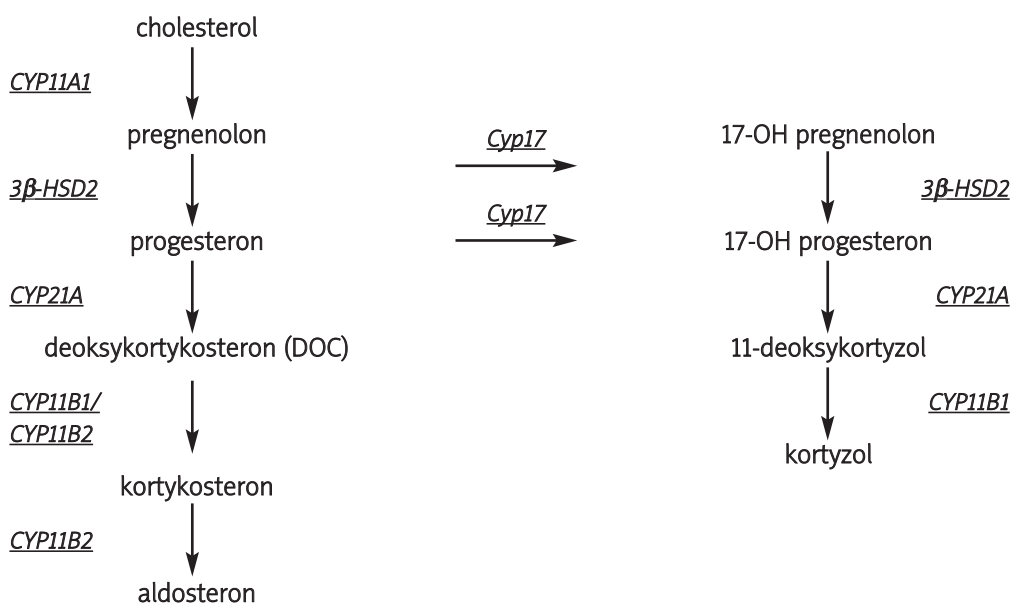 cholesterol
CYP11A1
pregnenolon
Cyp17
17-OH pregnenolon
3β-HSD2
3β-HSD2
Cyp17
progesteron
17-OH progesteron
CYP21A
CYP21A
deoksykortykosteron (DOC)
11-deoksykortyzol
CYP11B1/
CYP11B2
CYP11B1
kortyzol
kortykosteron
CYP11B2
aldosteron